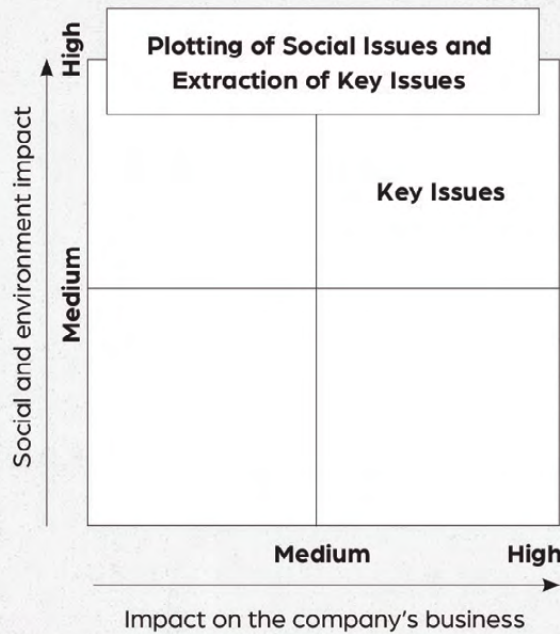 Plotting of Social Issues and
Extraction of Key Issues
High
Key Issues
Medium
Social and environment impact
Medium
High
Impact on the company's business